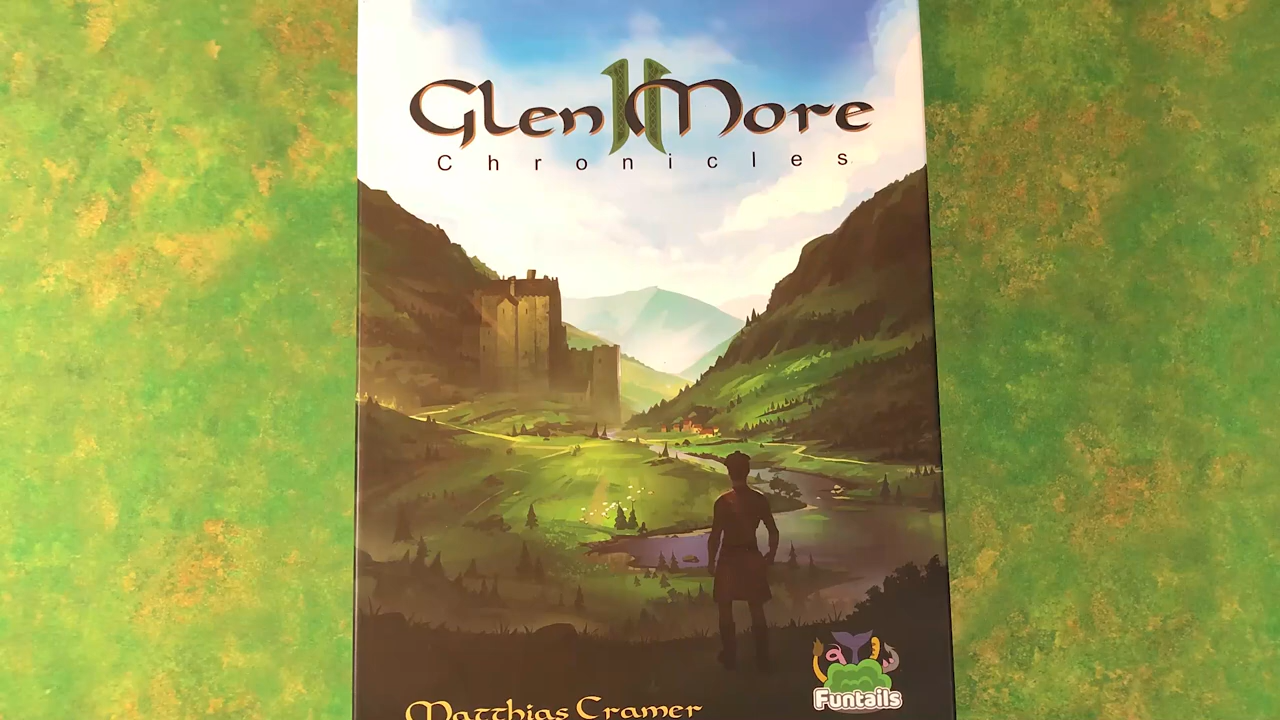 Glen II More
Chronicles
Matthias Cramer
Funtails